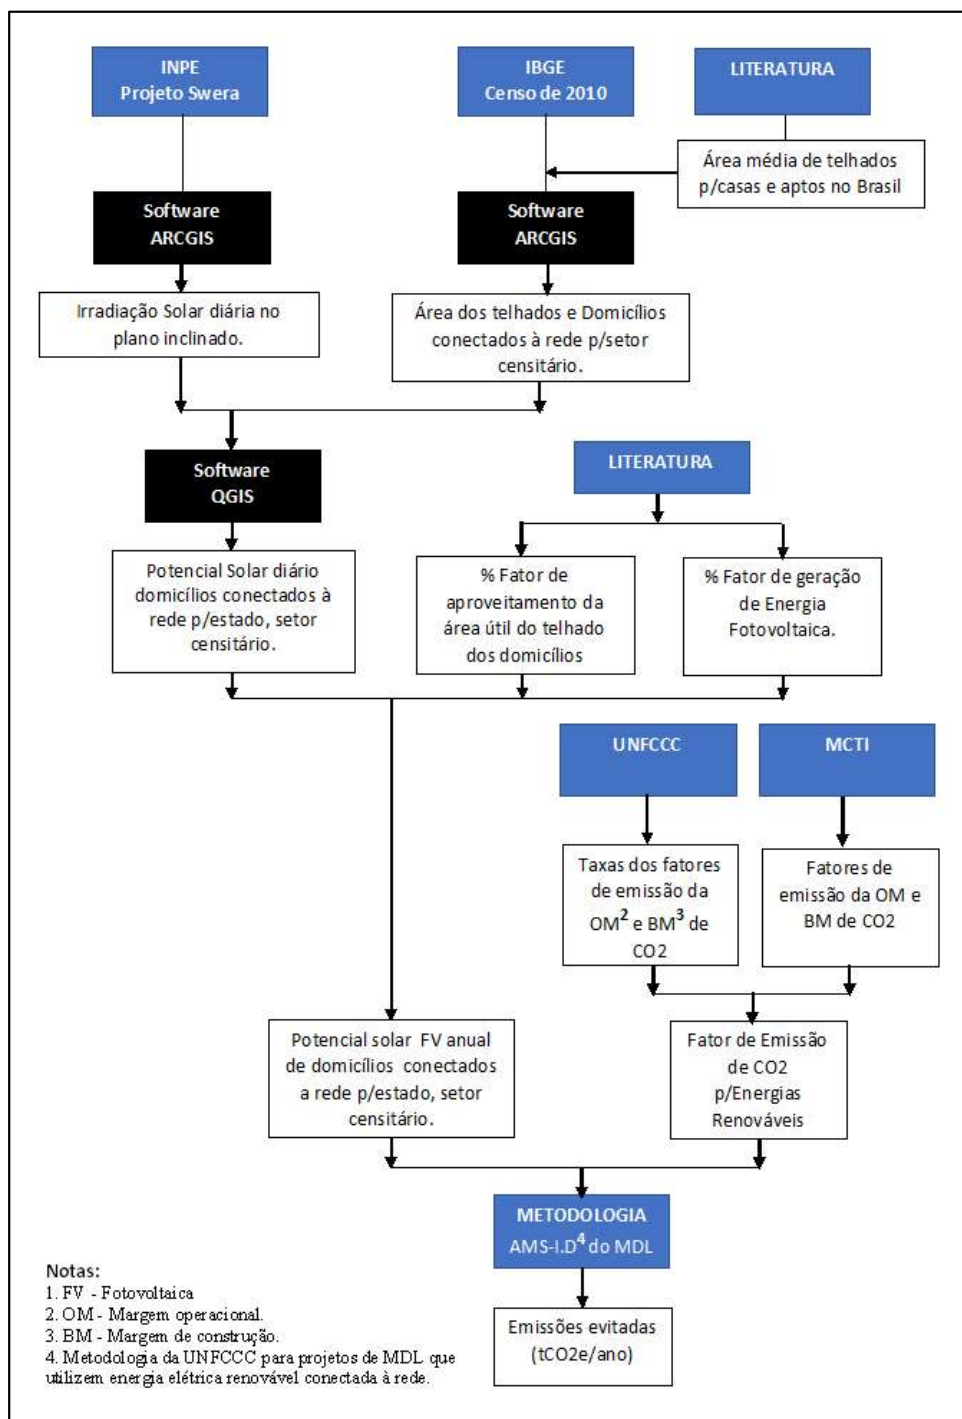 INPE
Projeto Swera
IBGE
Censo de 2010
LITERATURA
Área média de telhados
p/casas e aptos no Brasil
Software
ARCGIS
Software
ARCGIS
Irradiação Solar diária no
plano inclinado.
Área dos telhados e Domicílios
conectados à rede p/setor
censitário.
Software
QGIS
LITERATURA
Potencial Solar diário
domicílios conectados à
rede p/estado, setor
censitário.
% Fator de
aproveitamento da
área útil do telhado
dos domicílios
% Fator de geração
de Energia
Fotovoltaica.
UNFCCC
MCTI
Taxas dos fatores
de emissão da
OM² e BM³ de
CO2
Fatores de
emissão da OM e
BM de CO2
Potencial solar FV anual
de domicílios conectados
a rede p/estado, setor
censitário.
Fator de Emissão
de CO2
p/Energias
Renováveis
METODOLOGIA
AMS-I.D⁴ do MDL
Emissões evitadas
(tCO2e/ano)
Notas:
1. FV - Fotovoltaica
2. OM - Margem operacional.
3. BM - Margem de construção.
4. Metodologia da UNFCCC para projetos de MDL que
utilizem energia elétrica renovável conectada à rede.